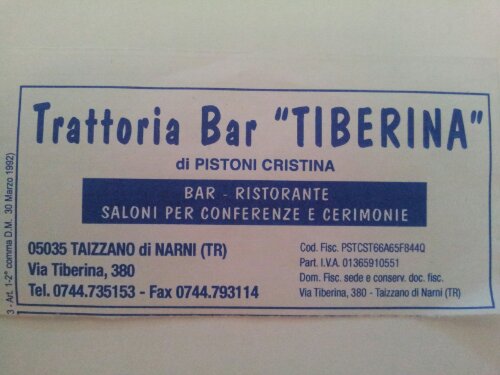 Trattoria Bar "TIBERINA"
di PISTONI CRISTINA
BAR - RISTORANTE
SALONI PER CONFERENZE E CERIMONIE
05035 TAIZZANO di NARNI (TR)
Via Tiberina, 380
Tel. 0744.735153 - Fax 0744.793114
Cod. Fisc. PSTCST66A65F844Q
Part. I.V.A. 01365910551
Dom. Fisc. sede e conserv. doc. fisc.
Via Tiberina, 380 - Taizzano di Narni (TR)
3 - Art. 1-2° comma D.M. 30 Marzo 1992)